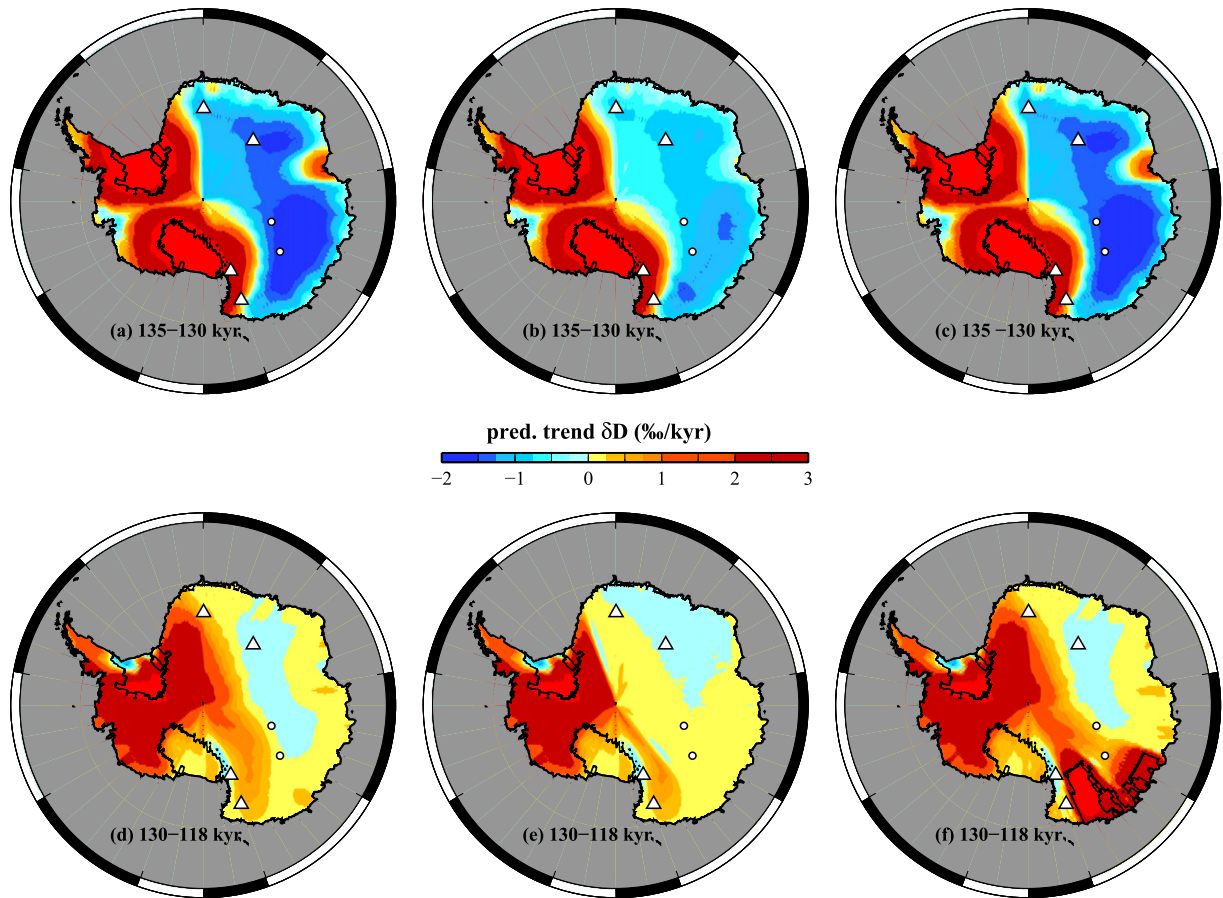 (a) 135−130 kyr
(b) 135−130 kyr
(c) 135 −130 kyr
pred. trend δD (‰/kyr)
−2 −1 0 1 2 3
(d) 130−118 kyr
(e) 130−118 kyr
(f) 130−118 kyr